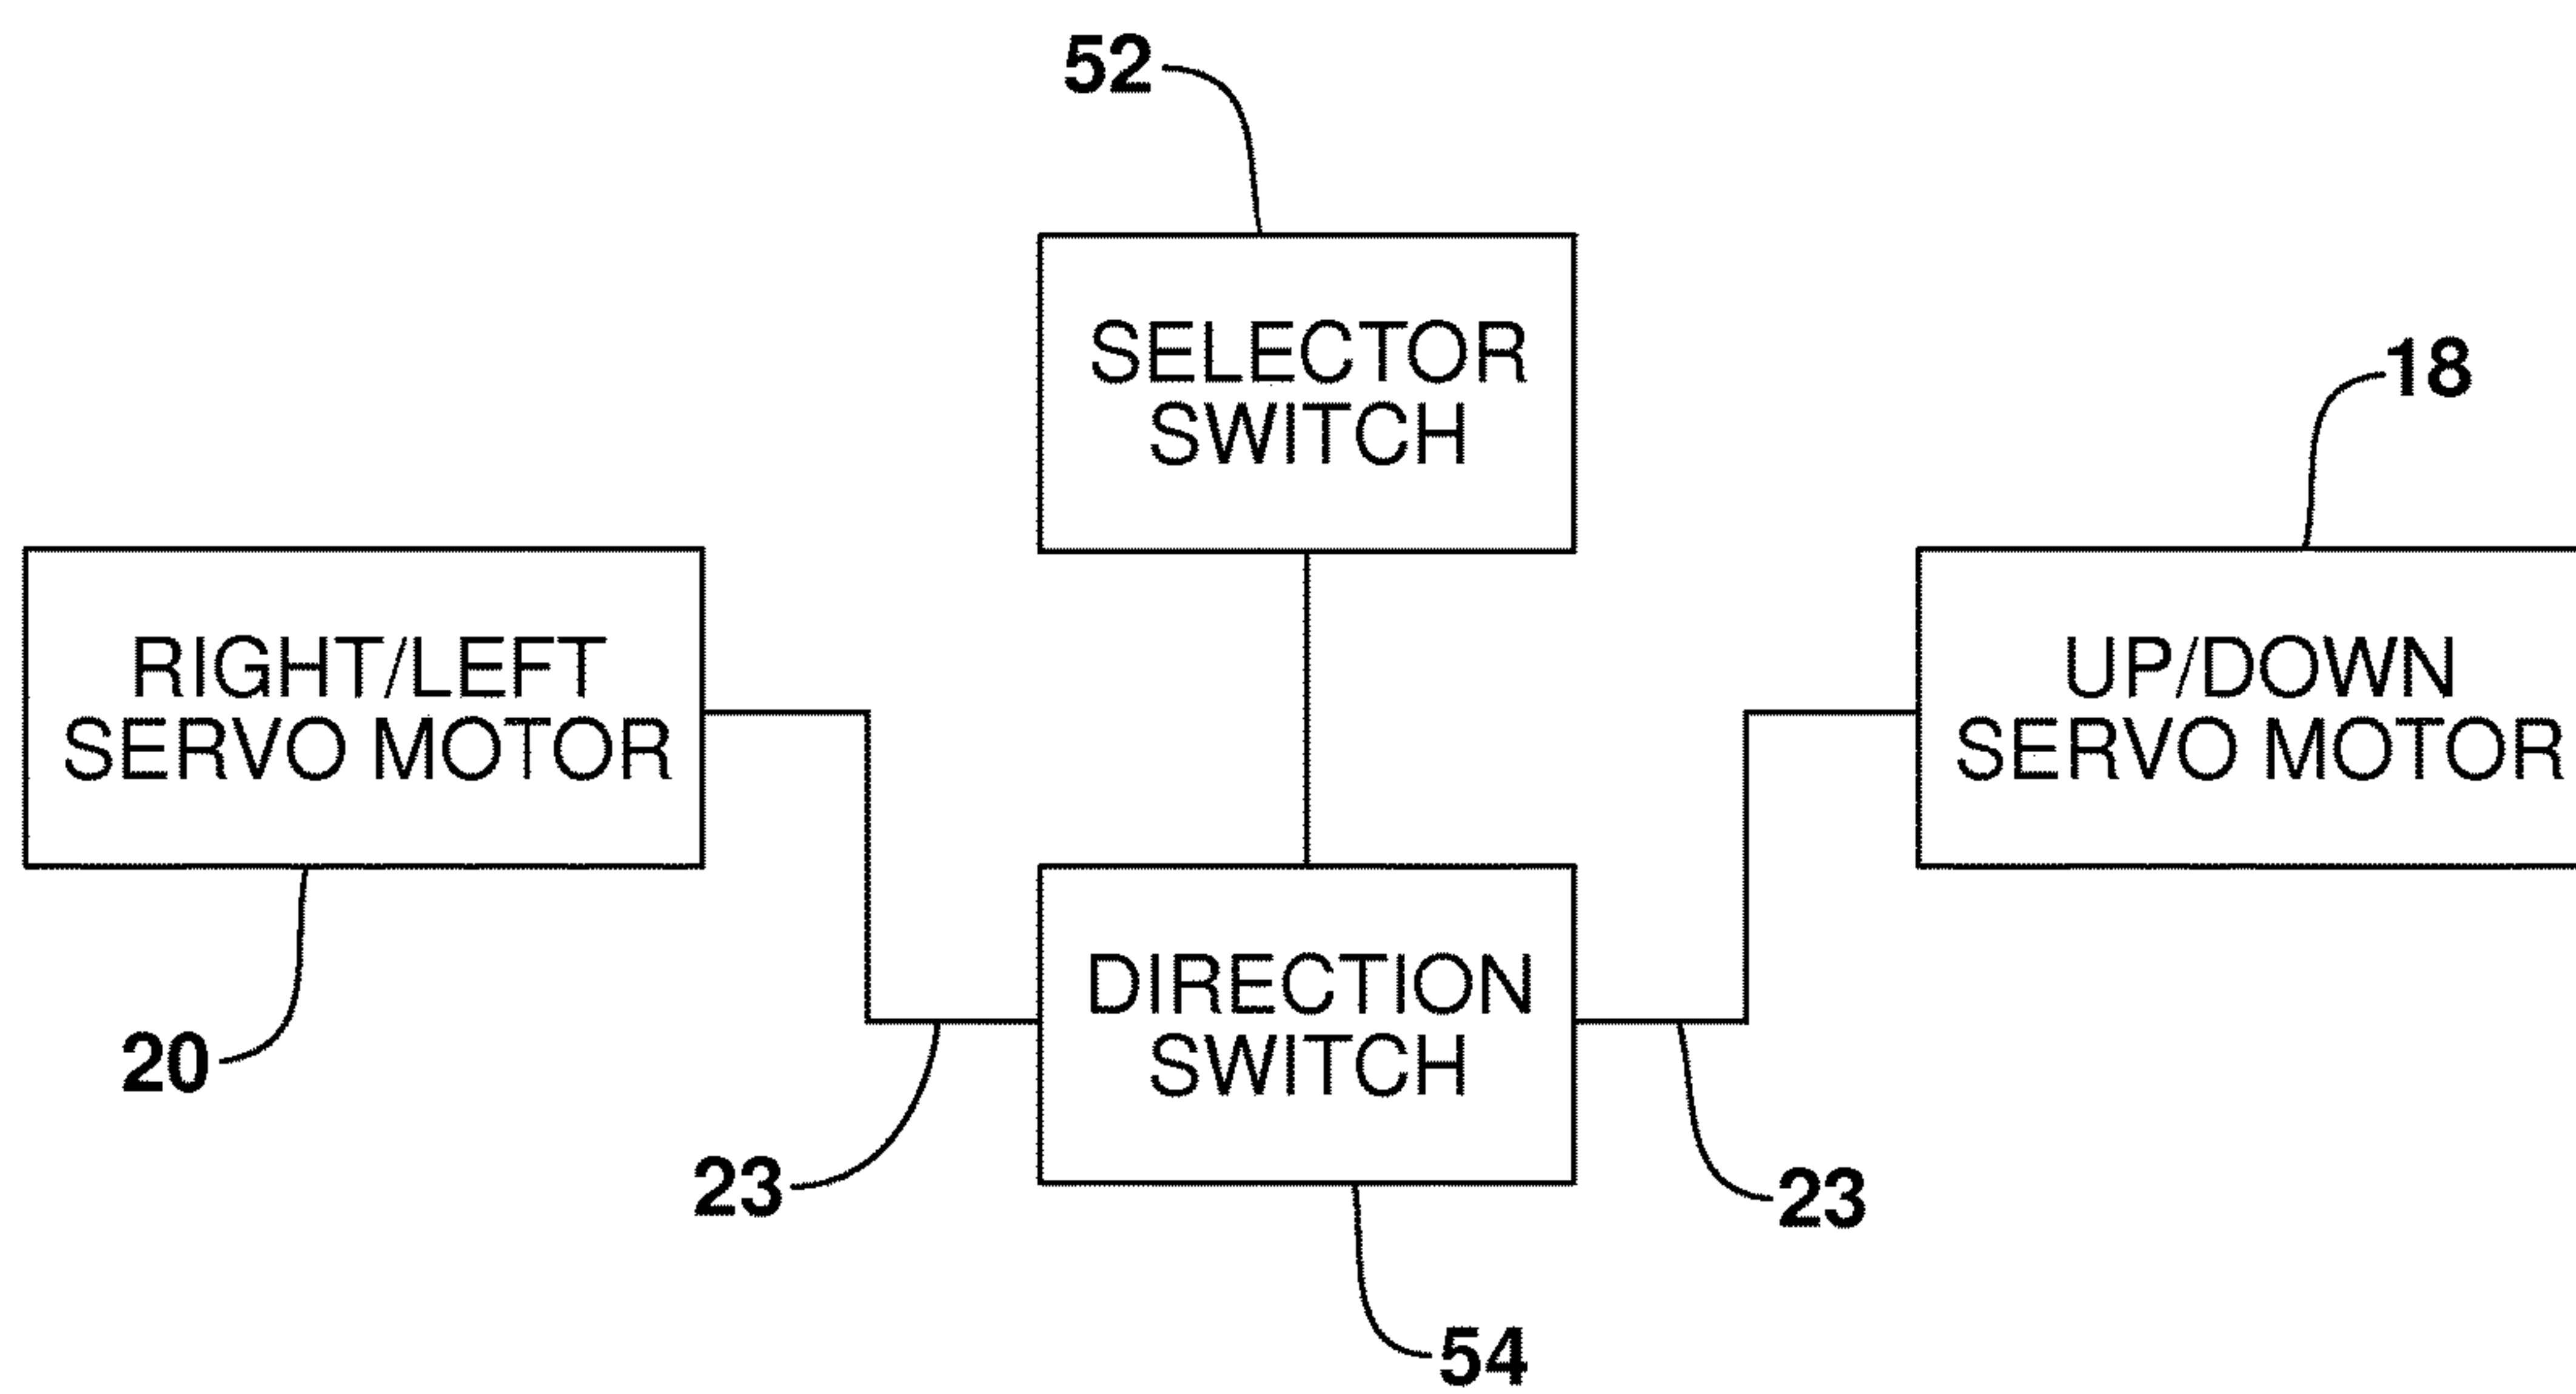 52
SELECTOR
SWITCH
18
RIGHT/LEFT
SERVO MOTOR
UP/DOWN
SERVO MOTOR
DIRECTION
SWITCH
20
23
23
54